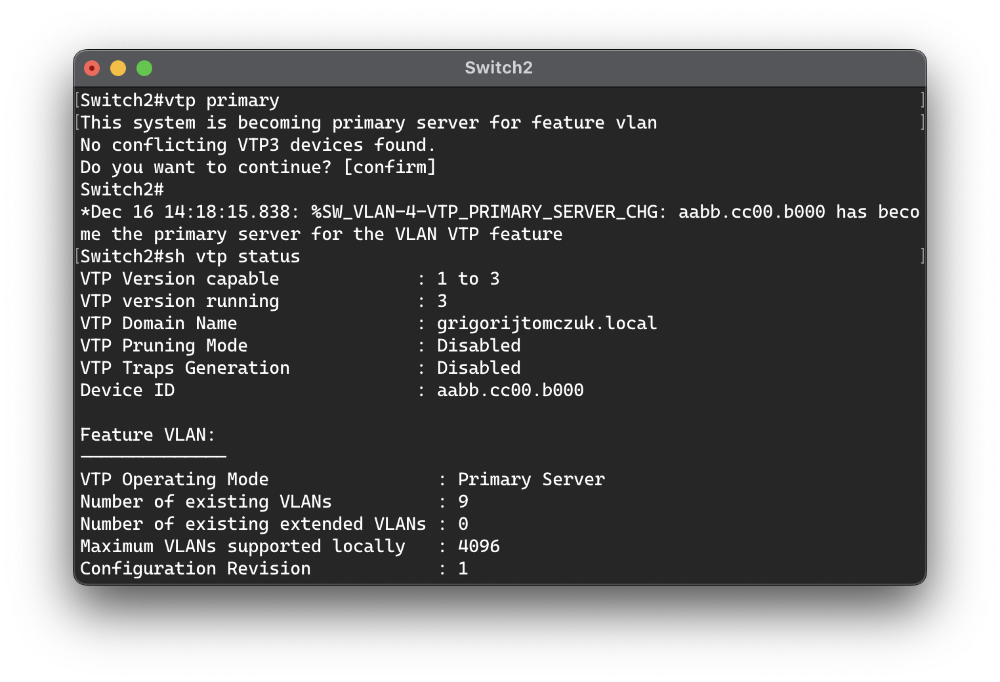 Switch2
[Switch2#vtp primary ]
[This system is becoming primary server for feature vlan ]
No conflicting VTP3 devices found.
Do you want to continue? [confirm]
Switch2#
*Dec 16 14:18:15.838: %SW_VLAN-4-VTP_PRIMARY_SERVER_CHG: aabb.cc00.b000 has beco
me the primary server for the VLAN VTP feature
[Switch2#sh vtp status ]
VTP Version capable : 1 to 3
VTP version running : 3
VTP Domain Name : grigorijtomczuk.local
VTP Pruning Mode : Disabled
VTP Traps Generation : Disabled
Device ID : aabb.cc00.b000
Feature VLAN:
--------------
VTP Operating Mode : Primary Server
Number of existing VLANs : 9
Number of existing extended VLANs : 0
Maximum VLANs supported locally : 4096
Configuration Revision : 1